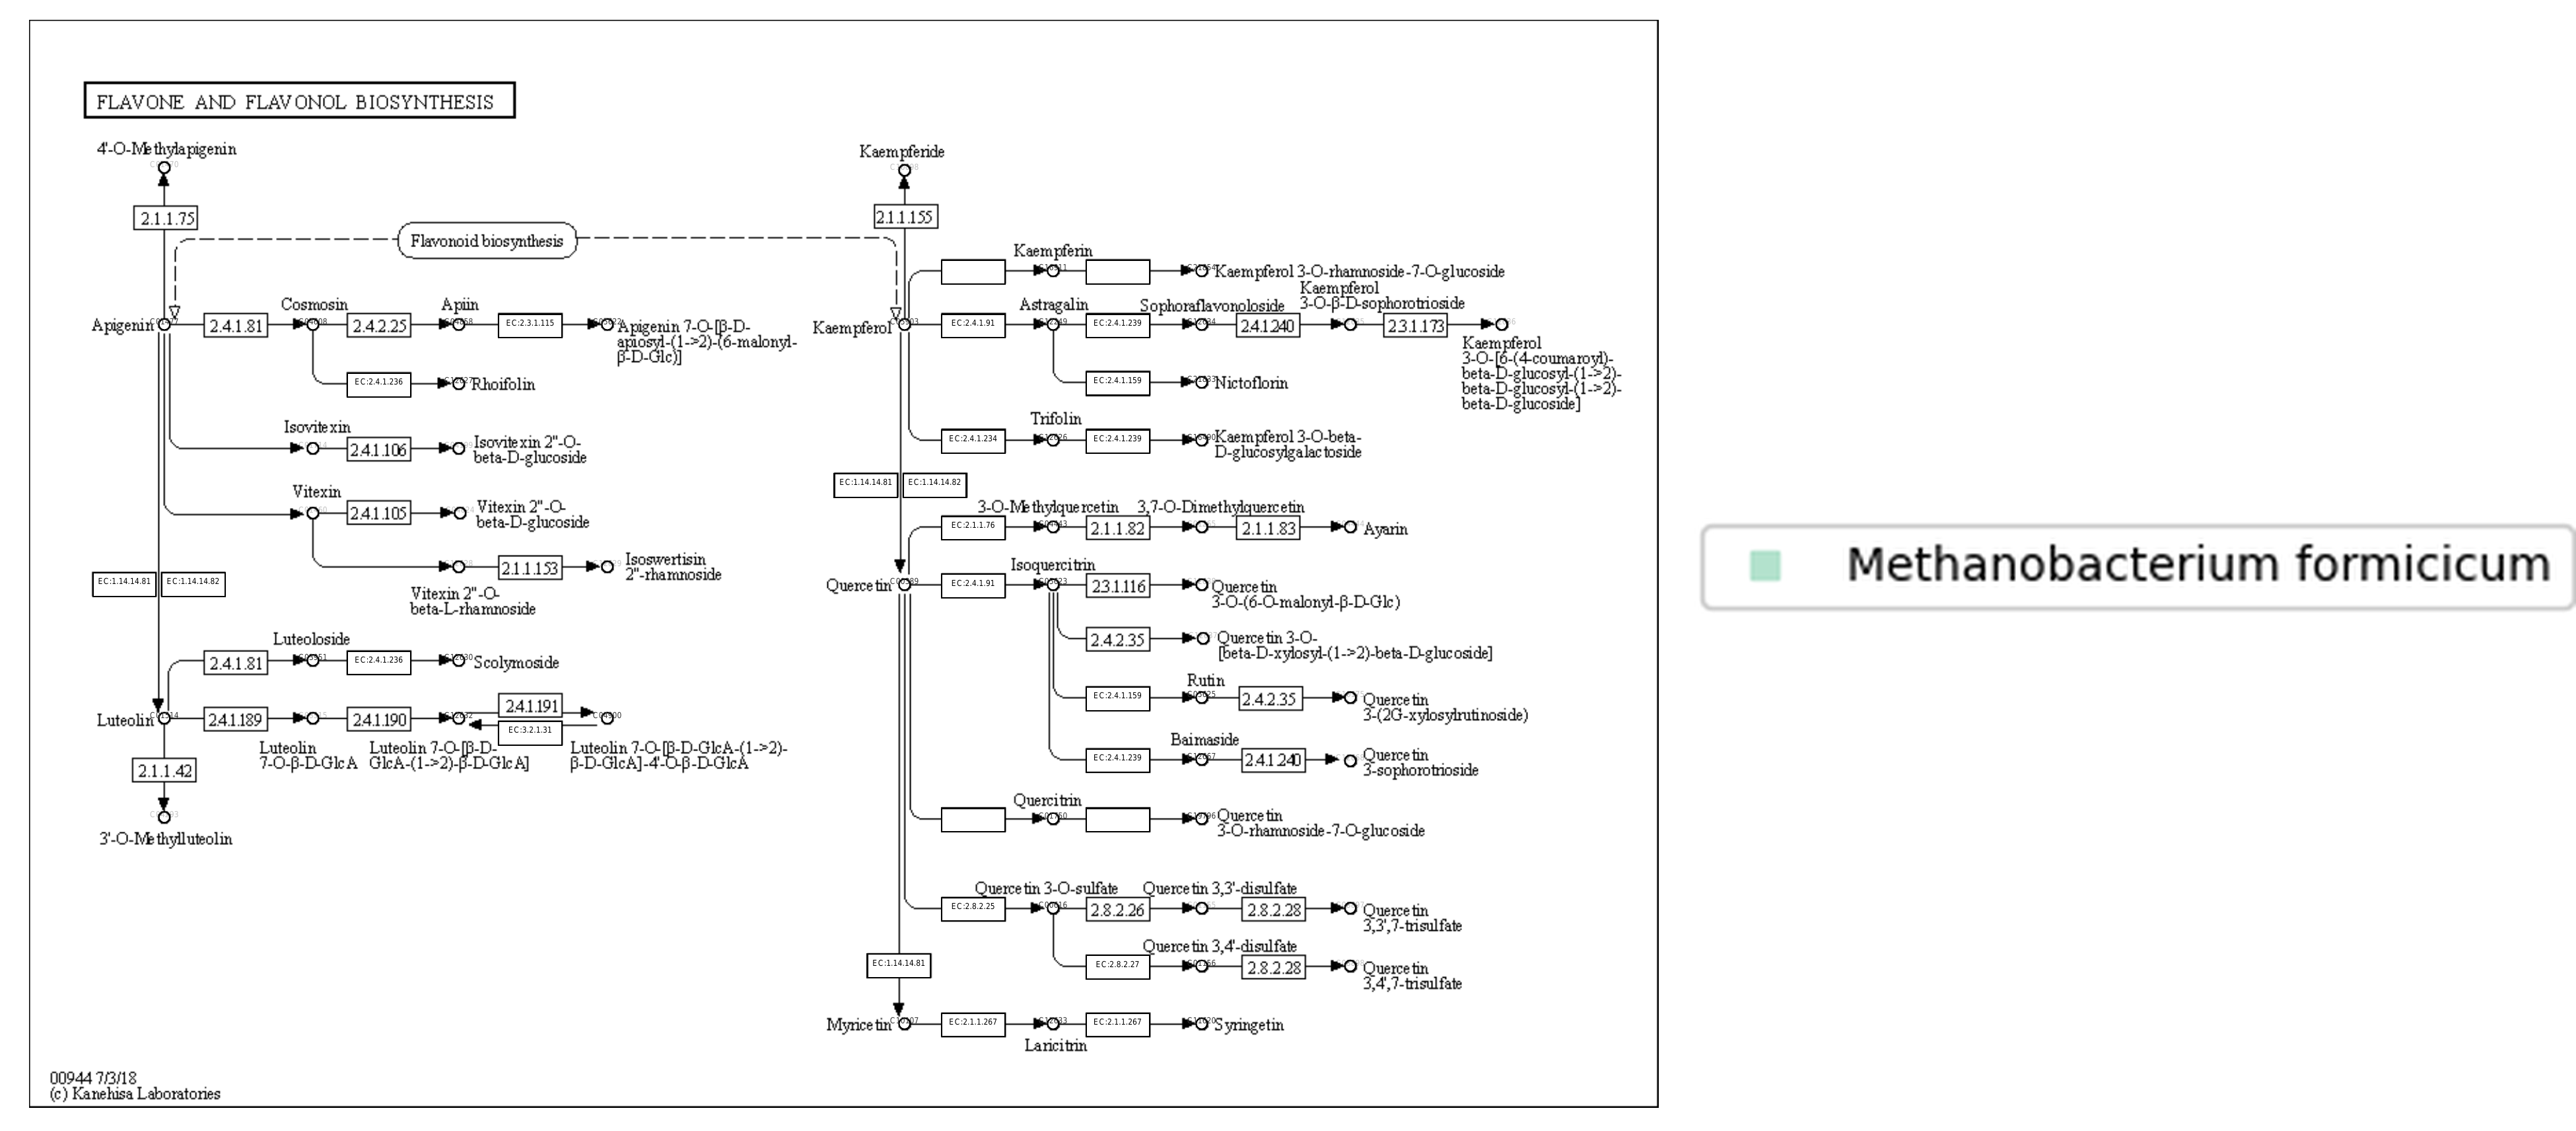 FLAVONE AND FLAVONOL BIOSYNTHESIS
4'-O-Methylapigenin
Kaempferide
2.1.1.75
2.1.1.155
Flavonoid biosynthesis
Kaempferin
Kaempferol 3-O-rhamnoside-7-O-glucoside
Cosmosin
Apiin
Astragalin
Sophoraflavonoloside
Kaempferol
3-O-β-D-sophorotrioside
Apigenin
2.4.1.81
2.4.2.25
EC:2.3.1.115
Apigenin 7-O-[β-D-
apiosyl-(1->2)-(6-malonyl-
β-D-Glc)]
Kaempferol
EC:2.4.1.91
EC:2.4.1.239
2.4.1.240
2.3.1.173
Kaempferol
3-O-[6-(4-coumaroyl)-
beta-D-glucosyl-(1->2)-
beta-D-glucosyl-(1->2)-
beta-D-glucoside]
EC:2.4.1.236
Rhoifolin
EC:2.4.1.159
Nictoflorin
Isovitexin
2.4.1.106
Isovitexin 2"-O-
beta-D-glucoside
Trifolin
EC:2.4.1.234
EC:2.4.1.239
Kaempferol 3-O-beta-
D-glucosylgalactoside
EC:1.14.14.81
EC:1.14.14.82
Vitexin
2.4.1.105
Vitexin 2"-O-
beta-D-glucoside
3-O-Methylquercetin
3,7-O-Dimethylquercetin
EC:2.1.1.76
2.1.1.82
2.1.1.83
Ayarin
2.1.1.153
Isoswertisin
2"-rhamnoside
Vitexin 2"-O-
beta-L-rhamnoside
EC:1.14.14.81
EC:1.14.14.82
Isoquercitrin
Quercetin
EC:2.4.1.91
2.3.1.116
Quercetin
3-O-(6-O-malonyl-β-D-Glc)
Methanobacterium formicicum
2.4.2.35
Quercetin 3-O-
[beta-D-xylosyl-(1->2)-beta-D-glucoside]
Luteoloside
2.4.1.81
EC:2.4.1.236
Scolymoside
Rutin
EC:2.4.1.159
2.4.2.35
Quercetin
3-(2G-xylosylrutinoside)
Luteolin
2.4.1.189
2.4.1.190
2.4.1.191
EC:3.2.1.31
Luteolin
7-O-β-D-GlcA
Luteolin 7-O-[β-D-
GlcA-(1->2)-β-D-GlcA]
Luteolin 7-O-[β-D-GlcA-(1->2)-
β-D-GlcA]-4'-O-β-D-GlcA
Baimaside
EC:2.4.1.239
2.4.1.240
Quercetin
3-sophorotrioside
2.1.1.42
3'-O-Methylluteolin
Quercitrin
Quercetin
3-O-rhamnoside-7-O-glucoside
Quercetin 3-O-sulfate
Quercetin 3,3'-disulfate
EC:2.8.2.25
2.8.2.26
2.8.2.28
Quercetin
3,3',7-trisulfate
Quercetin 3,4'-disulfate
EC:1.14.14.81
EC:2.8.2.27
2.8.2.28
Quercetin
3,4',7-trisulfate
Myricetin
EC:2.1.1.267
EC:2.1.1.267
Syringetin
Laricitrin
00944 7/3/18
(c) Kanehisa Laboratories